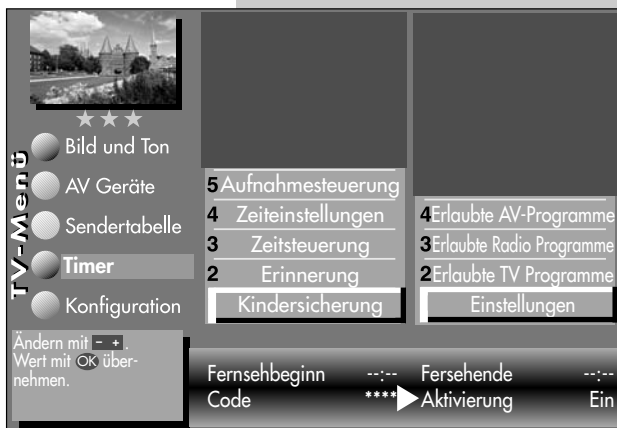 TV-Menü
Bild und Ton
AV Geräte
Sendertabelle
Timer
Konfiguration
5 Aufnahmesteuerung
4 Zeiteinstellungen
3 Zeitsteuerung
2 Erinnerung
Kindersicherung
4 Erlaubte AV-Programme
3 Erlaubte Radio Programme
2 Erlaubte TV Programme
Einstellungen
Ändern mit - + .
Wert mit OK über-
nehmen.
Fernsehbeginn --:-- Fersehende --:--
Code **** Aktivierung Ein